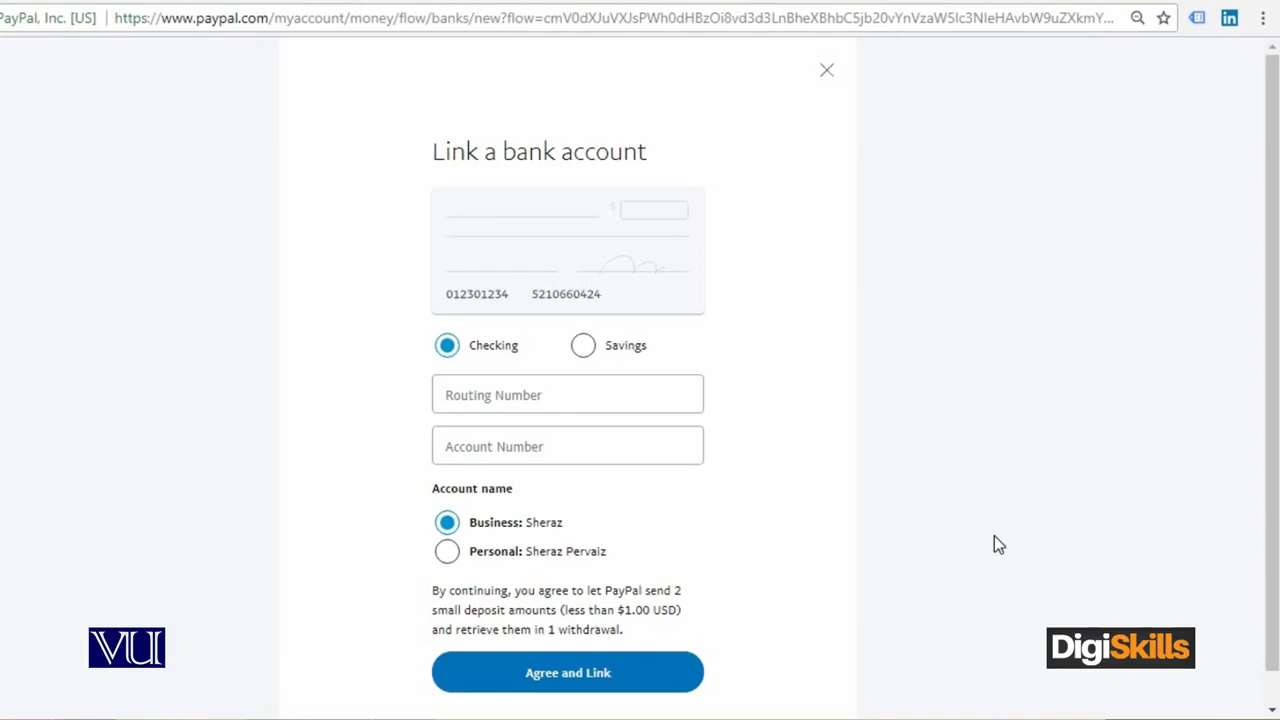 PayPal, Inc. [US]
https://www.paypal.com/myaccount/money/flow/banks/new?flow=
Link a bank account
$
012301234 5210660424
Checking Savings
Routing Number
Account Number
Account name
Business: Sheraz
Personal: Sheraz Pervaiz
By continuing, you agree to let PayPal send 2
small deposit amounts (less than $1.00 USD)
and retrieve them in 1 withdrawal.
Agree and Link
VU
DigiSkills
in